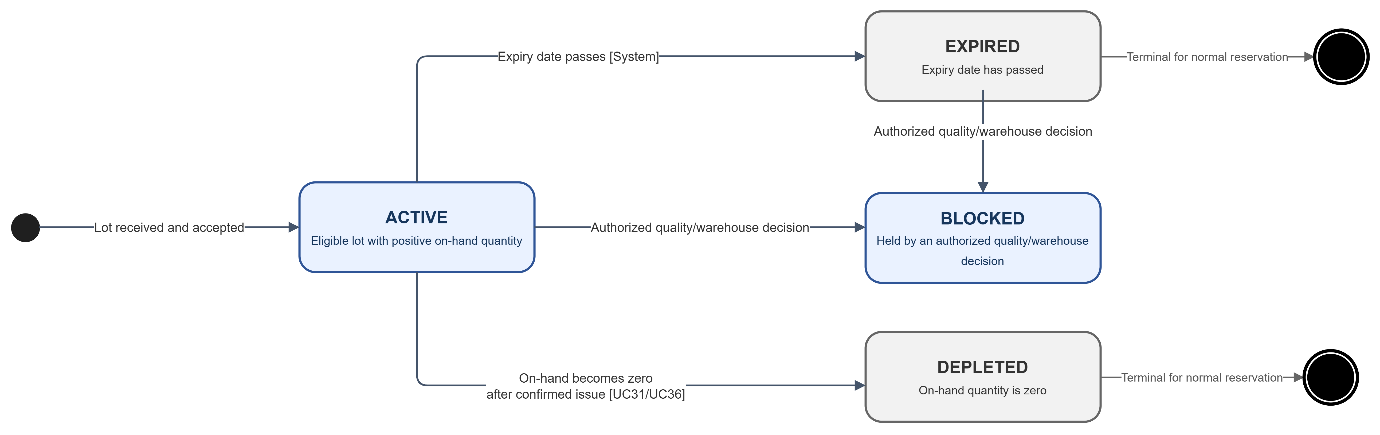 EXPIRED
Expiry date has passed
Expiry date passes [System]
Terminal for normal reservation
Authorized quality/warehouse decision
Lot received and accepted
ACTIVE
Eligible lot with positive on-hand quantity
Authorized quality/warehouse decision
BLOCKED
Held by an authorized quality/warehouse
decision
On-hand becomes zero
after confirmed issue [UC31/UC36]
DEPLETED
On-hand quantity is zero
Terminal for normal reservation